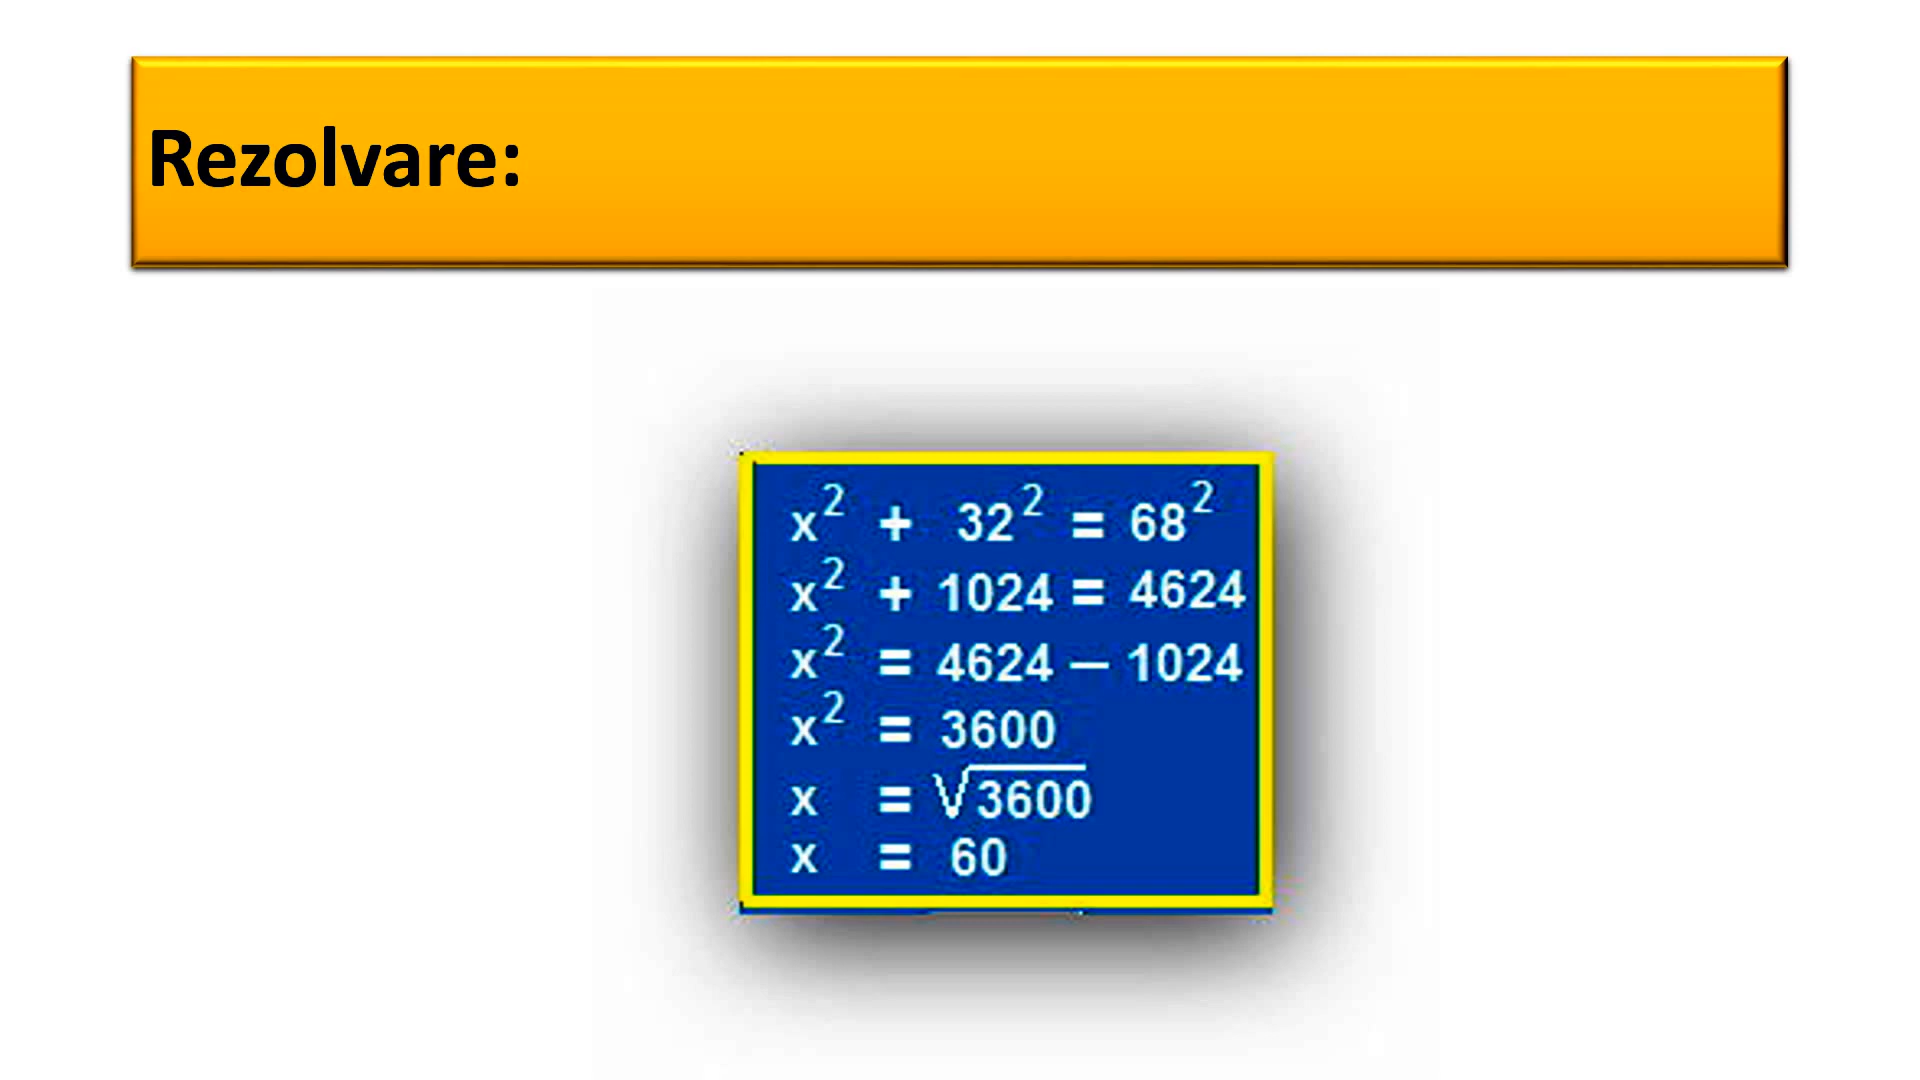 Rezolvare:
x² + 32² = 68²
x² + 1024 = 4624
x² = 4624 – 1024
x² = 3600
x = √3600
x = 60